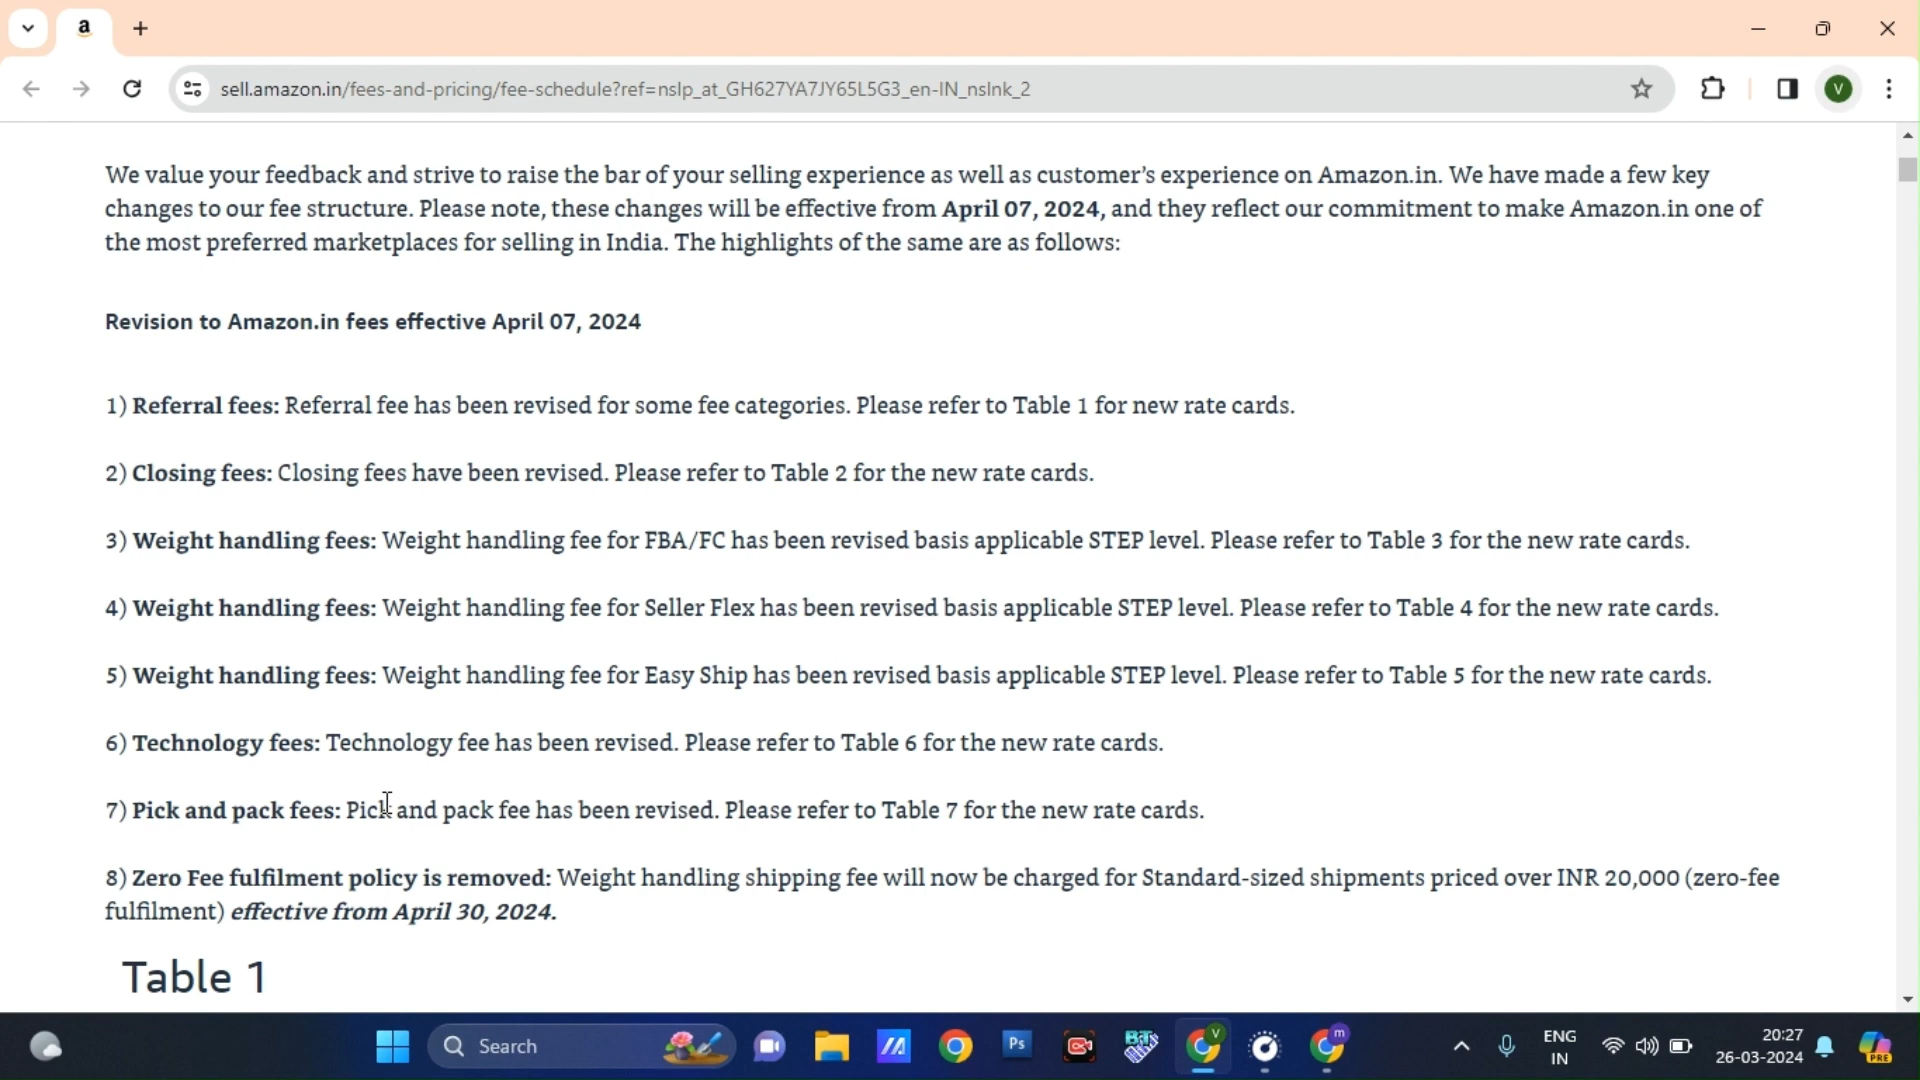 a
sell.amazon.in/fees-and-pricing/fee-schedule?ref=nslp_at_GH627YA7JY65L5G3_en-IN_nslnk_2
V
We value your feedback and strive to raise the bar of your selling experience as well as customer’s experience on Amazon.in. We have made a few key
changes to our fee structure. Please note, these changes will be effective from April 07, 2024, and they reflect our commitment to make Amazon.in one of
the most preferred marketplaces for selling in India. The highlights of the same are as follows:
Revision to Amazon.in fees effective April 07, 2024
1) Referral fees: Referral fee has been revised for some fee categories. Please refer to Table 1 for new rate cards.
2) Closing fees: Closing fees have been revised. Please refer to Table 2 for the new rate cards.
3) Weight handling fees: Weight handling fee for FBA/FC has been revised basis applicable STEP level. Please refer to Table 3 for the new rate cards.
4) Weight handling fees: Weight handling fee for Seller Flex has been revised basis applicable STEP level. Please refer to Table 4 for the new rate cards.
5) Weight handling fees: Weight handling fee for Easy Ship has been revised basis applicable STEP level. Please refer to Table 5 for the new rate cards.
6) Technology fees: Technology fee has been revised. Please refer to Table 6 for the new rate cards.
7) Pick and pack fees: Pick and pack fee has been revised. Please refer to Table 7 for the new rate cards.
8) Zero Fee fulfilment policy is removed: Weight handling shipping fee will now be charged for Standard-sized shipments priced over INR 20,000 (zero-fee
fulfilment) effective from April 30, 2024.
Table 1
Search
Ps
V
m
ENG
IN
20:27
26-03-2024
PRE